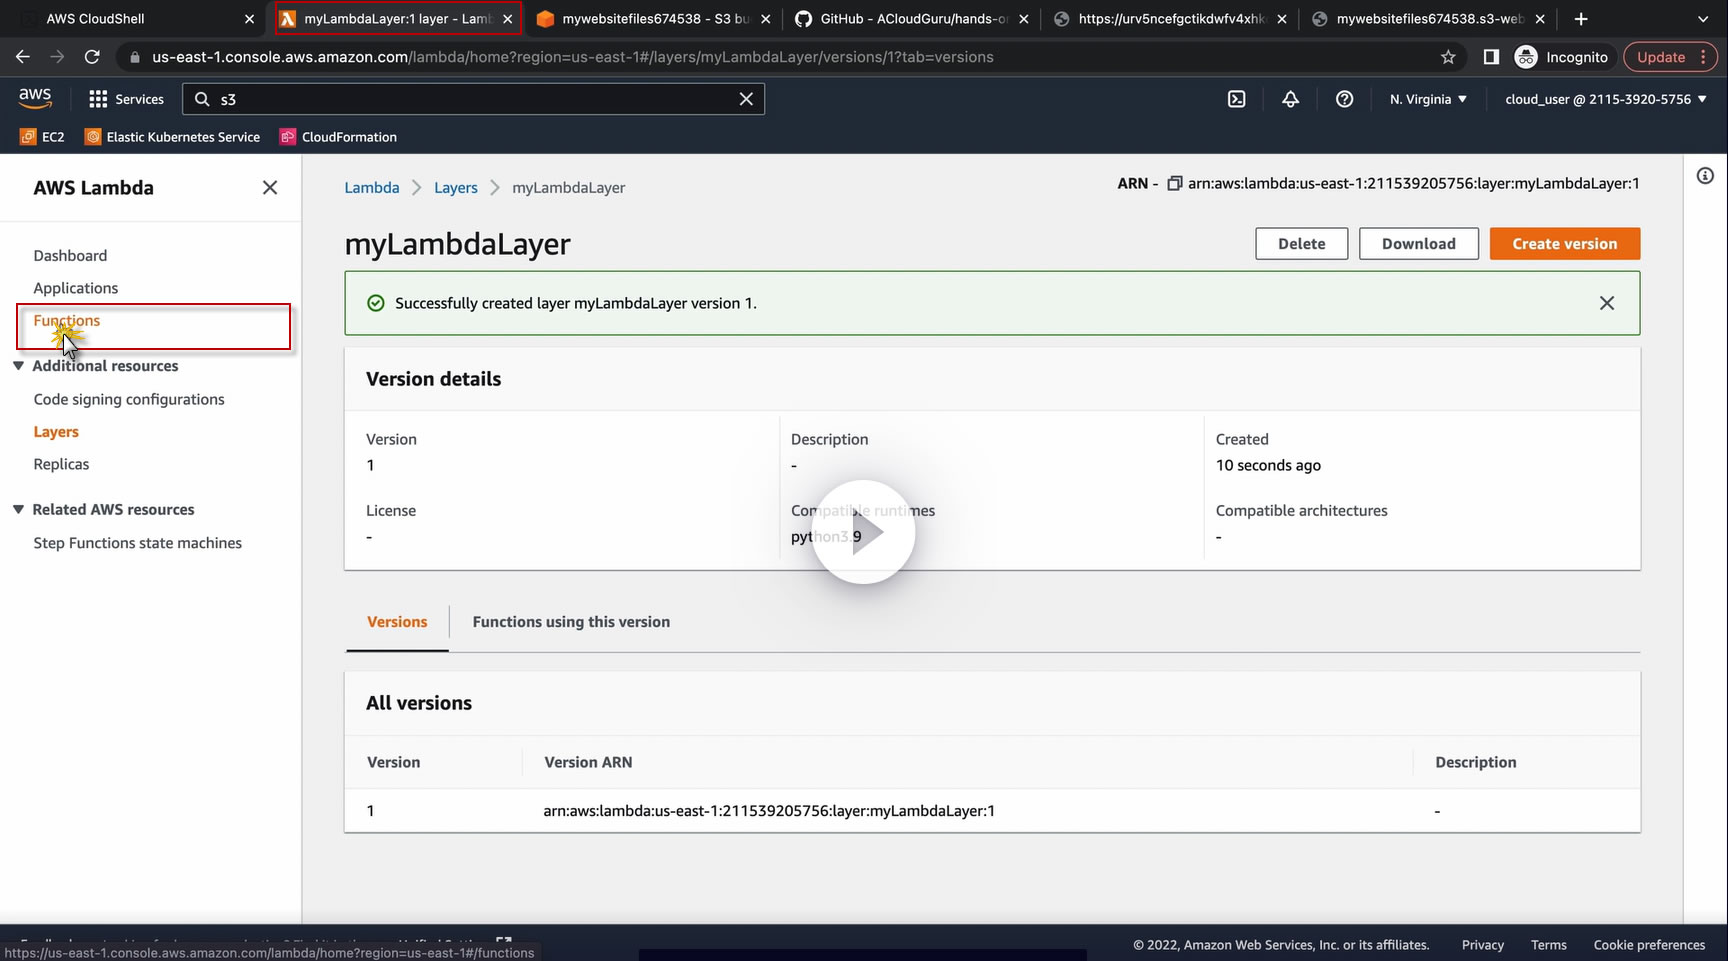 AWS CloudShell
myLambdaLayer:1 layer - Lamb
mywebsitefiles674538 - S3 bu
GitHub - ACloudGuru/hands-o
https://urv5ncefgctikdwfv4xhk
mywebsitefiles674538.s3-web
us-east-1.console.aws.amazon.com/lambda/home?region=us-east-1#/layers/myLambdaLayer/versions/1?tab=versions
Incognito
Update
aws
Services
s3
N. Virginia
cloud_user @ 2115-3920-5756
EC2
Elastic Kubernetes Service
CloudFormation
AWS Lambda
Dashboard
Applications
Functions
Additional resources
Code signing configurations
Layers
Replicas
Related AWS resources
Step Functions state machines
Lambda
Layers
myLambdaLayer
ARN - arn:aws:lambda:us-east-1:211539205756:layer:myLambdaLayer:1
myLambdaLayer
Delete
Download
Create version
Successfully created layer myLambdaLayer version 1.
Version details
Version
1
Description
-
Created
10 seconds ago
License
-
Compatible runtimes
python3.9
Compatible architectures
-
Versions
Functions using this version
All versions
Version
Version ARN
Description
1
arn:aws:lambda:us-east-1:211539205756:layer:myLambdaLayer:1
-
https://us-east-1.console.aws.amazon.com/lambda/home?region=us-east-1#/functions
© 2022, Amazon Web Services, Inc. or its affiliates.
Privacy
Terms
Cookie preferences